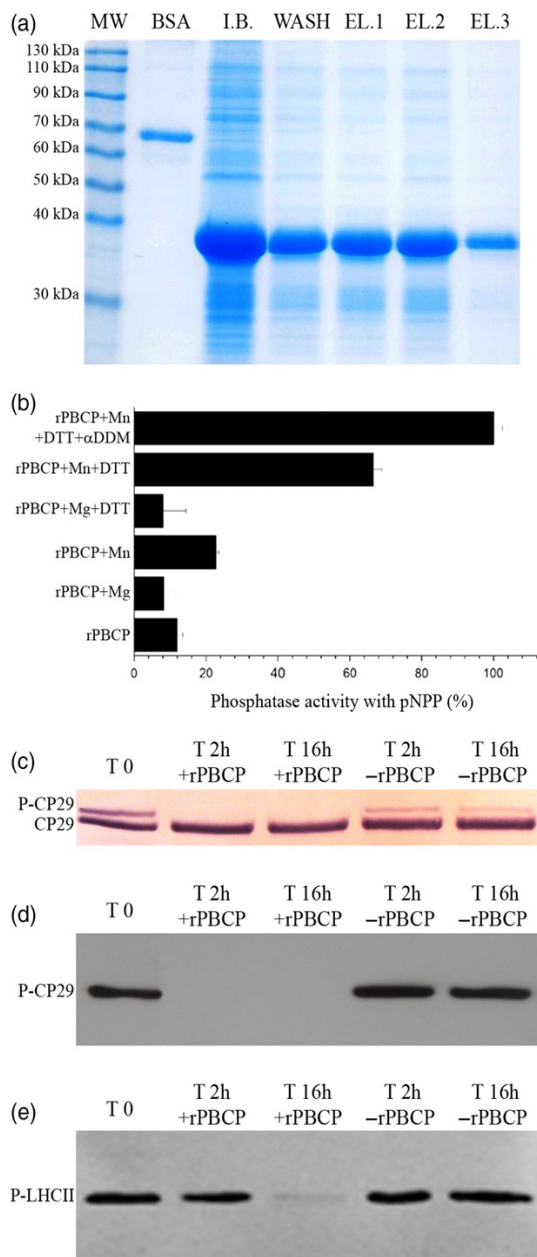 (a)
MW BSA I.B. WASH EL.1 EL.2 EL.3
130 kDa
110 kDa
90 kDa
70 kDa
60 kDa
50 kDa
40 kDa
30 kDa
(b)
rPBCP+Mn
+DTT+αDDM
rPBCP+Mn+DTT
rPBCP+Mg+DTT
rPBCP+Mn
rPBCP+Mg
rPBCP
0 20 40 60 80 100
Phosphatase activity with pNPP (%)
(c)
T 0 T 2h T 16h T 2h T 16h
+rPBCP +rPBCP –rPBCP –rPBCP
P-CP29
CP29
(d)
T 0 T 2h T 16h T 2h T 16h
+rPBCP +rPBCP –rPBCP –rPBCP
P-CP29
(e)
T 0 T 2h T 16h T 2h T 16h
+rPBCP +rPBCP –rPBCP –rPBCP
P-LHCII